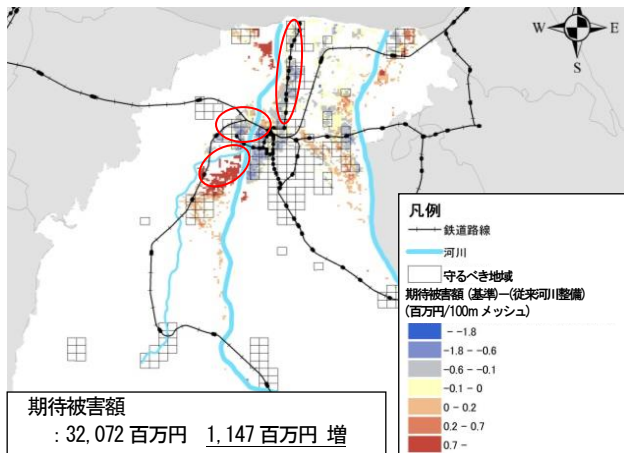 N
W
E
S
凡例
鉄道路線
河川
守るべき地域
期待被害額 (基準)ー(従来河川整備)
(百万円/100m メッシュ)
- -1.8
-1.8 - -0.6
-0.6 - -0.1
-0.1 - 0
0 - 0.2
0.2 - 0.7
0.7 -
期待被害額
: 32,072 百万円 1,147 百万円 増